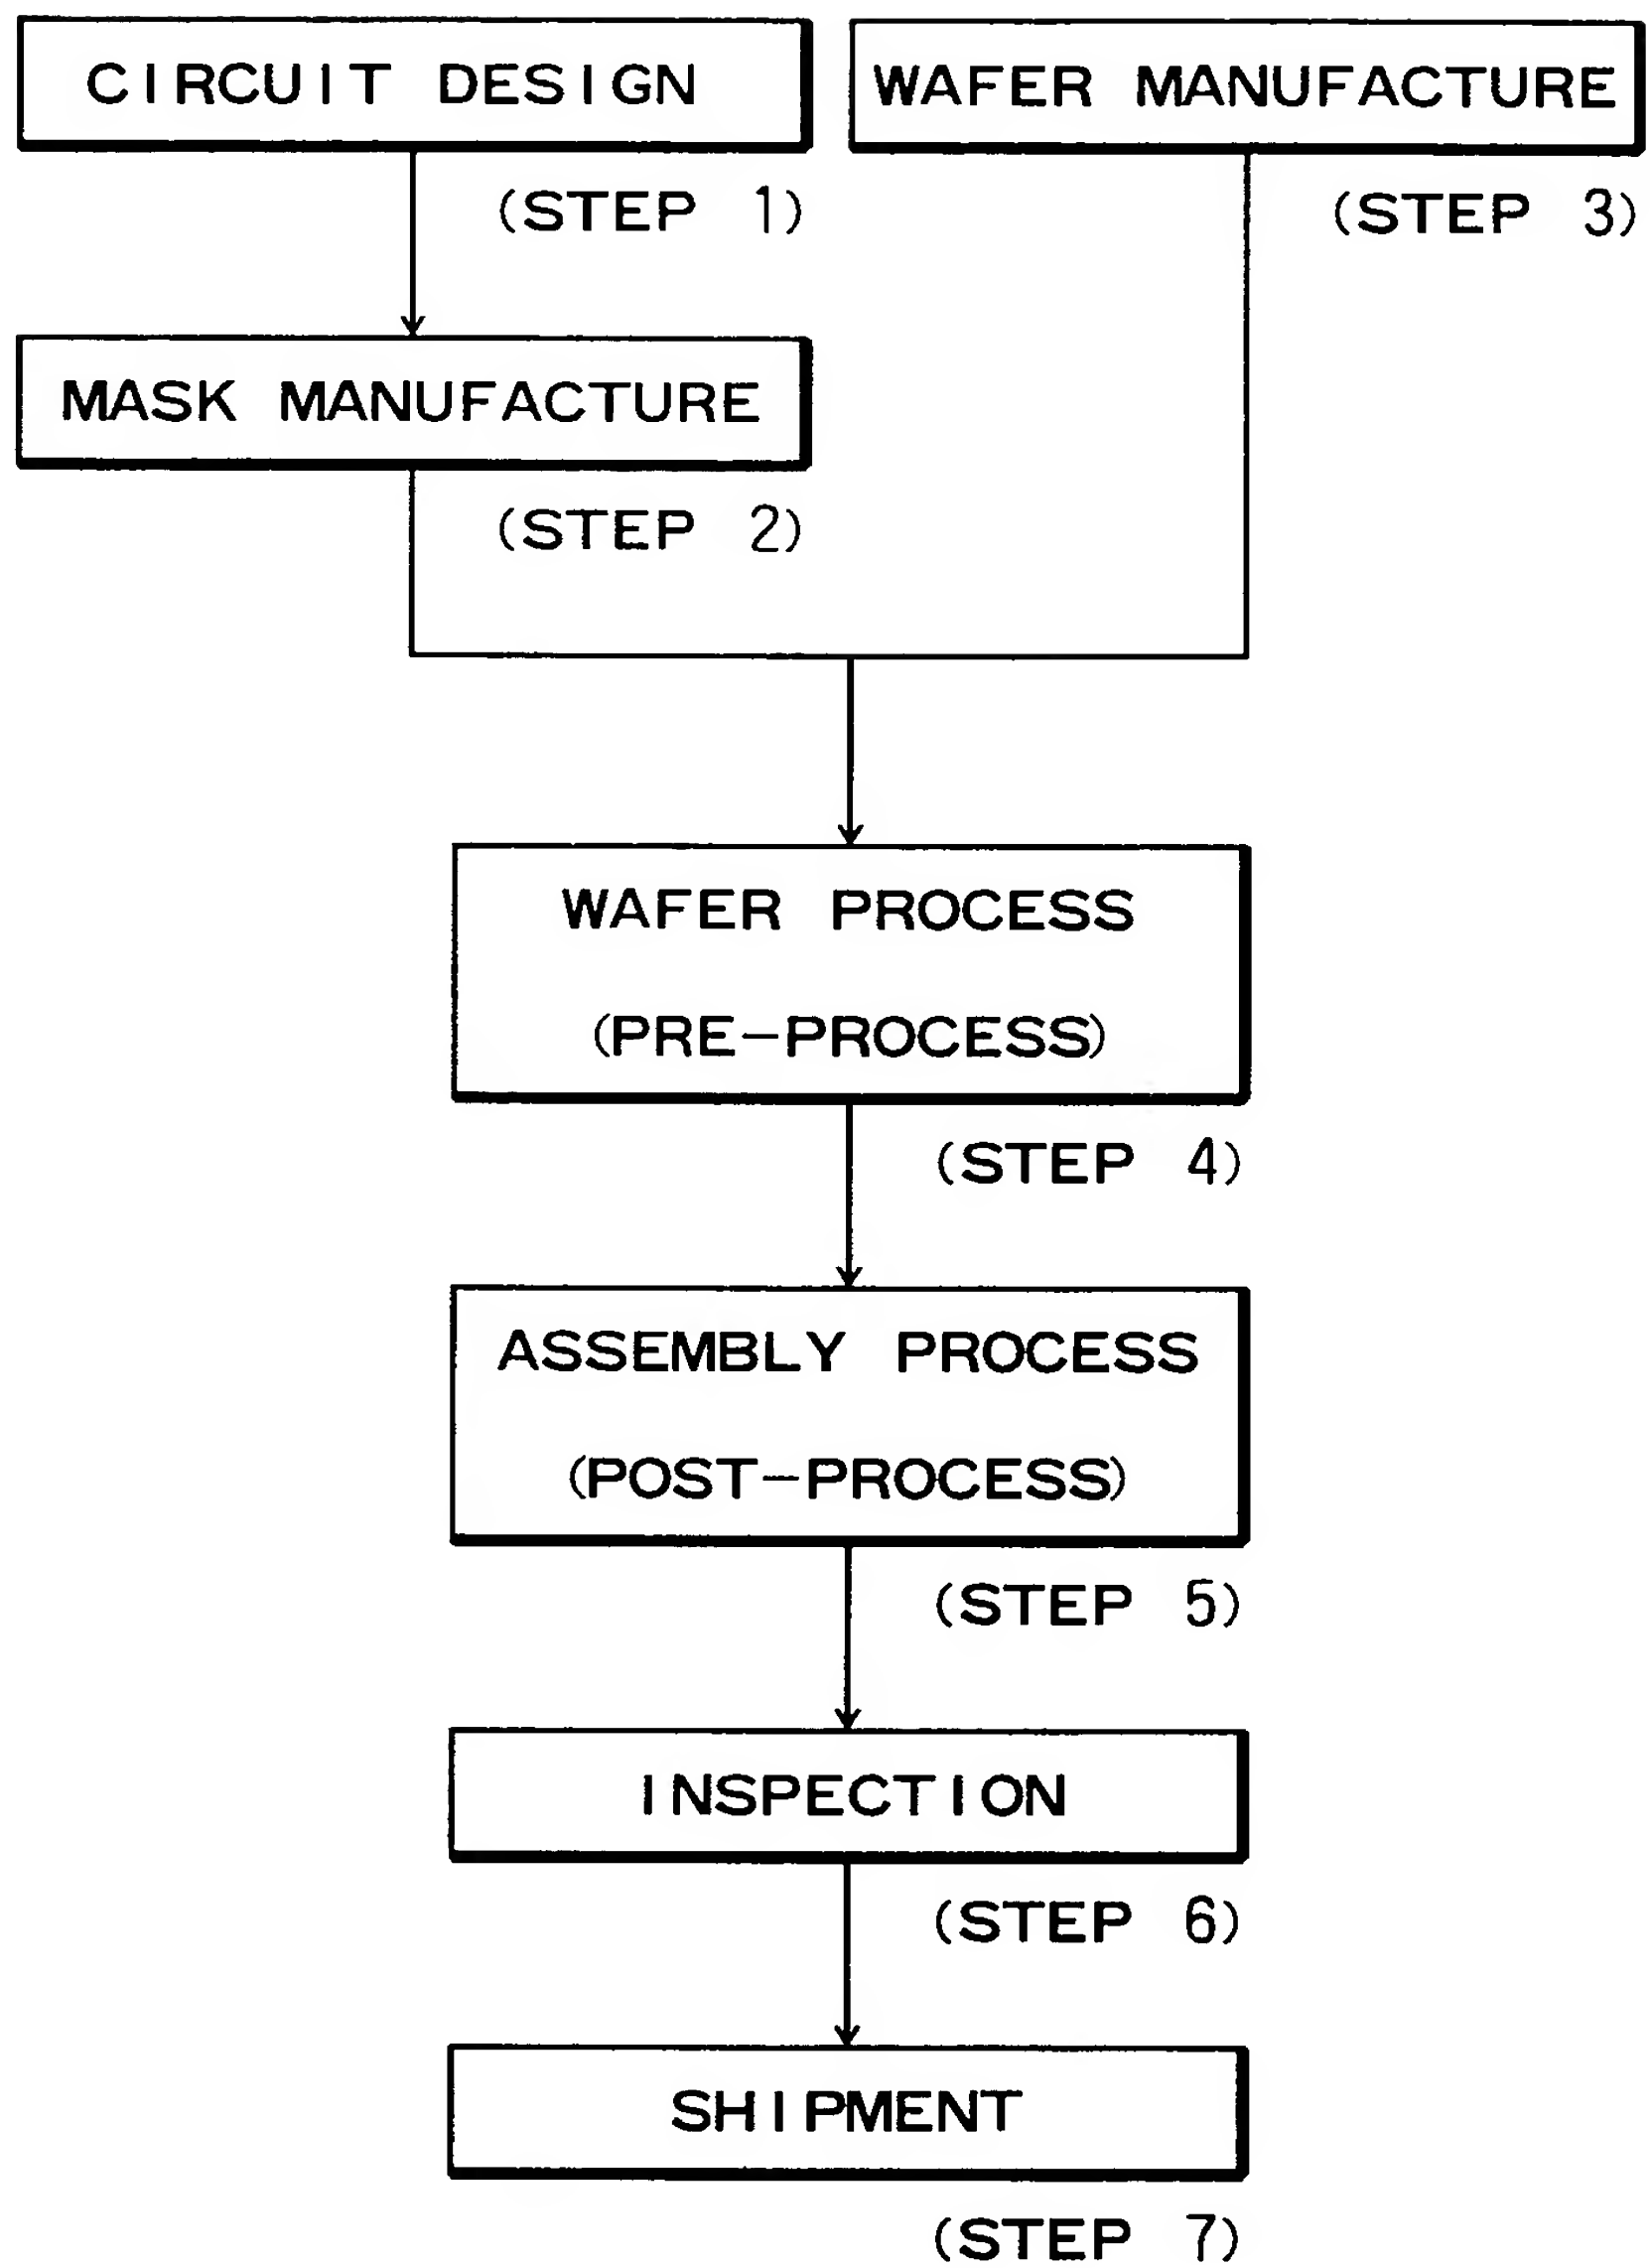 CIRCUIT DESIGN
(STEP 1)
MASK MANUFACTURE
(STEP 2)
WAFER MANUFACTURE
(STEP 3)
WAFER PROCESS
(PRE-PROCESS)
(STEP 4)
ASSEMBLY PROCESS
(POST-PROCESS)
(STEP 5)
INSPECTION
(STEP 6)
SHIPMENT
(STEP 7)